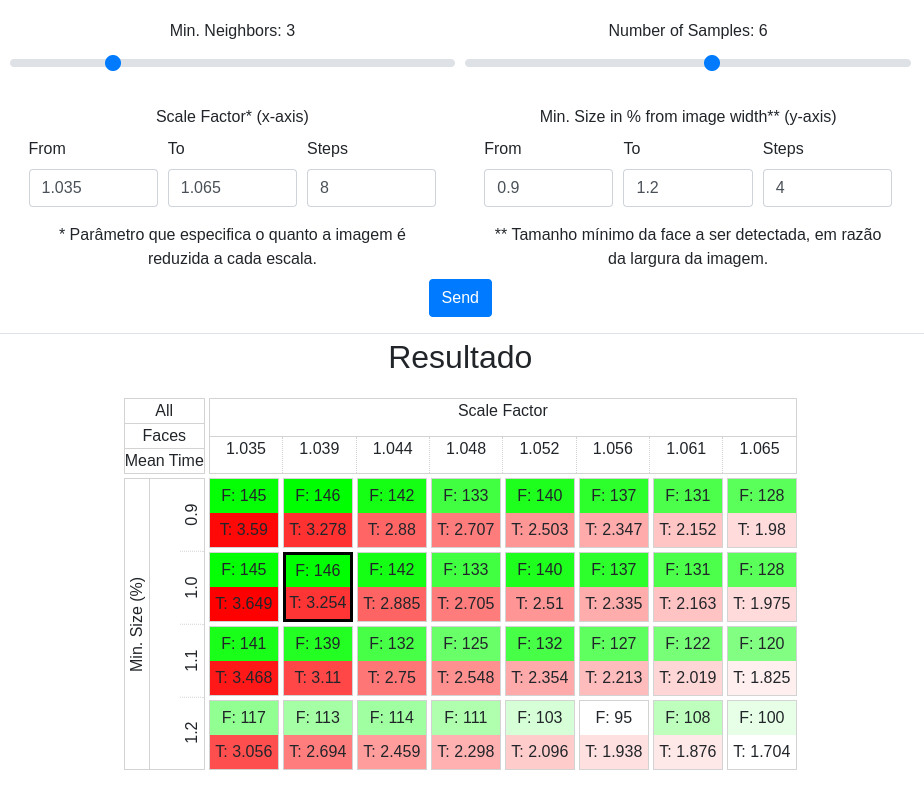 Min. Neighbors: 3
Number of Samples: 6
Scale Factor* (x-axis)
From To Steps
1.035 1.065 8
* Parâmetro que especifica o quanto a imagem é
reduzida a cada escala.
Min. Size in % from image width** (y-axis)
From To Steps
0.9 1.2 4
** Tamanho mínimo da face a ser detectada, em razão
da largura da imagem.
Send
Resultado
All
Faces
Mean Time
Scale Factor
1.035 1.039 1.044 1.048 1.052 1.056 1.061 1.065
Min. Size (%)
0.9
F: 145 F: 146 F: 142 F: 133 F: 140 F: 137 F: 131 F: 128
T: 3.59 T: 3.278 T: 2.88 T: 2.707 T: 2.503 T: 2.347 T: 2.152 T: 1.98
1.0
F: 145 F: 146 F: 142 F: 133 F: 140 F: 137 F: 131 F: 128
T: 3.649 T: 3.254 T: 2.885 T: 2.705 T: 2.51 T: 2.335 T: 2.163 T: 1.975
1.1
F: 141 F: 139 F: 132 F: 125 F: 132 F: 127 F: 122 F: 120
T: 3.468 T: 3.11 T: 2.75 T: 2.548 T: 2.354 T: 2.213 T: 2.019 T: 1.825
1.2
F: 117 F: 113 F: 114 F: 111 F: 103 F: 95 F: 108 F: 100
T: 3.056 T: 2.694 T: 2.459 T: 2.298 T: 2.096 T: 1.938 T: 1.876 T: 1.704